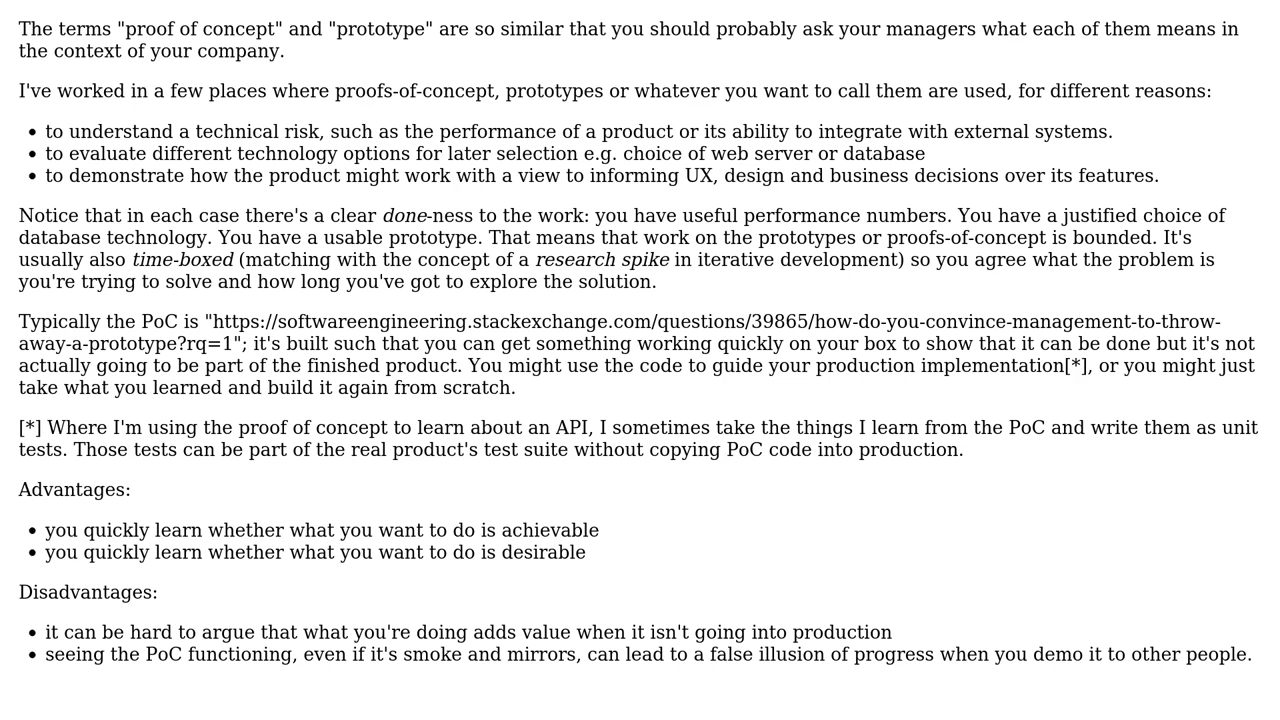 The terms "proof of concept" and "prototype" are so similar that you should probably ask your managers what each of them means in
the context of your company.
I've worked in a few places where proofs-of-concept, prototypes or whatever you want to call them are used, for different reasons:
• to understand a technical risk, such as the performance of a product or its ability to integrate with external systems.
• to evaluate different technology options for later selection e.g. choice of web server or database
• to demonstrate how the product might work with a view to informing UX, design and business decisions over its features.
Notice that in each case there's a clear done-ness to the work: you have useful performance numbers. You have a justified choice of
database technology. You have a usable prototype. That means that work on the prototypes or proofs-of-concept is bounded. It's
usually also time-boxed (matching with the concept of a research spike in iterative development) so you agree what the problem is
you're trying to solve and how long you've got to explore the solution.
Typically the PoC is "https://softwareengineering.stackexchange.com/questions/39865/how-do-you-convince-management-to-throw-
away-a-prototype?rq=1"; it's built such that you can get something working quickly on your box to show that it can be done but it's not
actually going to be part of the finished product. You might use the code to guide your production implementation[*], or you might just
take what you learned and build it again from scratch.
[*] Where I'm using the proof of concept to learn about an API, I sometimes take the things I learn from the PoC and write them as unit
tests. Those tests can be part of the real product's test suite without copying PoC code into production.
Advantages:
• you quickly learn whether what you want to do is achievable
• you quickly learn whether what you want to do is desirable
Disadvantages:
• it can be hard to argue that what you're doing adds value when it isn't going into production
• seeing the PoC functioning, even if it's smoke and mirrors, can lead to a false illusion of progress when you demo it to other people.